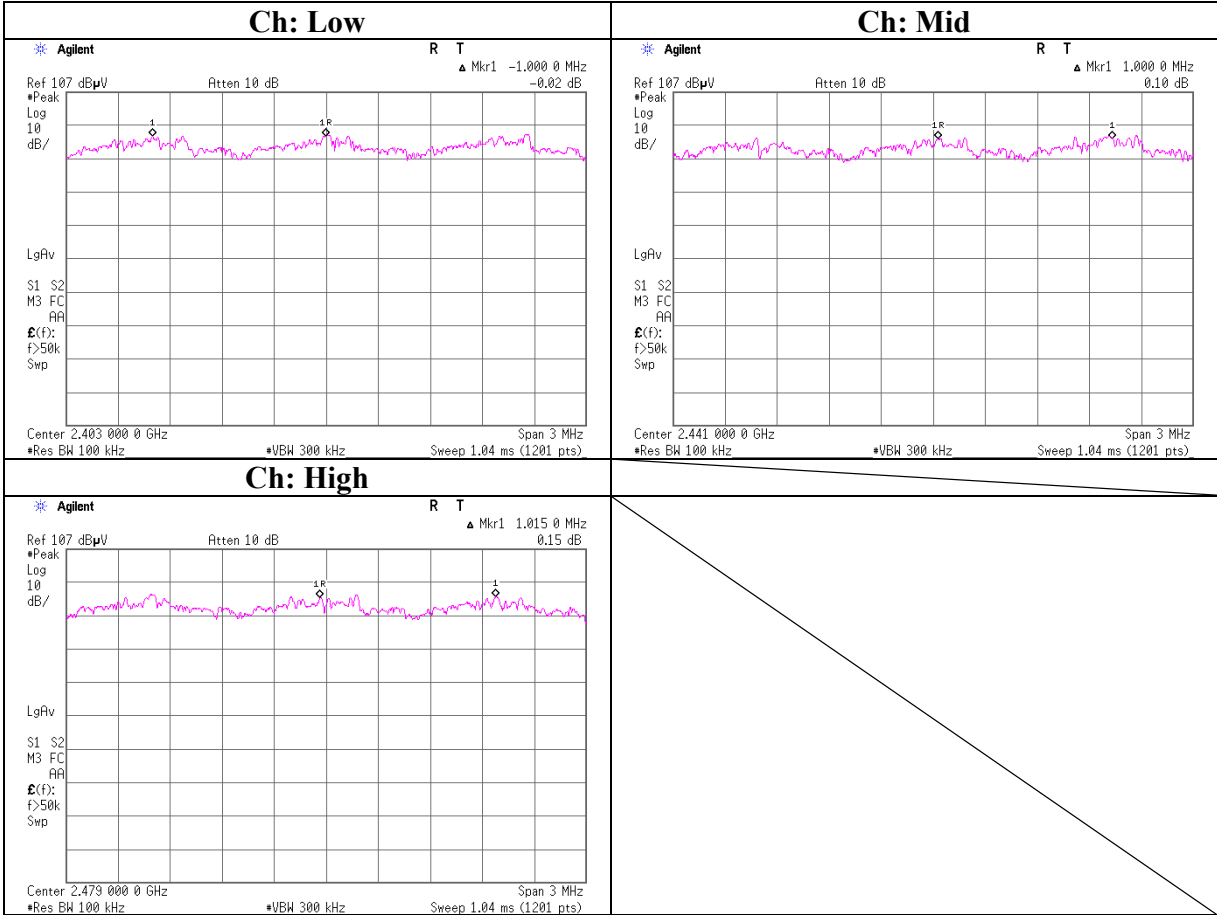 Ch: Low
Agilent R T
Δ Mkr1 -1.000 0 MHz
Ref 107 dBµV Atten 10 dB -0.02 dB
#Peak
Log
10
dB/
1
1R
LgAv
S1 S2
M3 FC
AA
£(f):
f>50k
Swp
Center 2.403 000 0 GHz Span 3 MHz
#Res BW 100 kHz #VBW 300 kHz Sweep 1.04 ms (1201 pts)
Ch: Mid
Agilent R T
Δ Mkr1 1.000 0 MHz
Ref 107 dBµV Atten 10 dB 0.10 dB
#Peak
Log
10
dB/
1R
1
LgAv
S1 S2
M3 FC
AA
£(f):
f>50k
Swp
Center 2.441 000 0 GHz Span 3 MHz
#Res BW 100 kHz #VBW 300 kHz Sweep 1.04 ms (1201 pts)
Ch: High
Agilent R T
Δ Mkr1 1.015 0 MHz
Ref 107 dBµV Atten 10 dB 0.15 dB
#Peak
Log
10
dB/
1R
1
LgAv
S1 S2
M3 FC
AA
£(f):
f>50k
Swp
Center 2.479 000 0 GHz Span 3 MHz
#Res BW 100 kHz #VBW 300 kHz Sweep 1.04 ms (1201 pts)